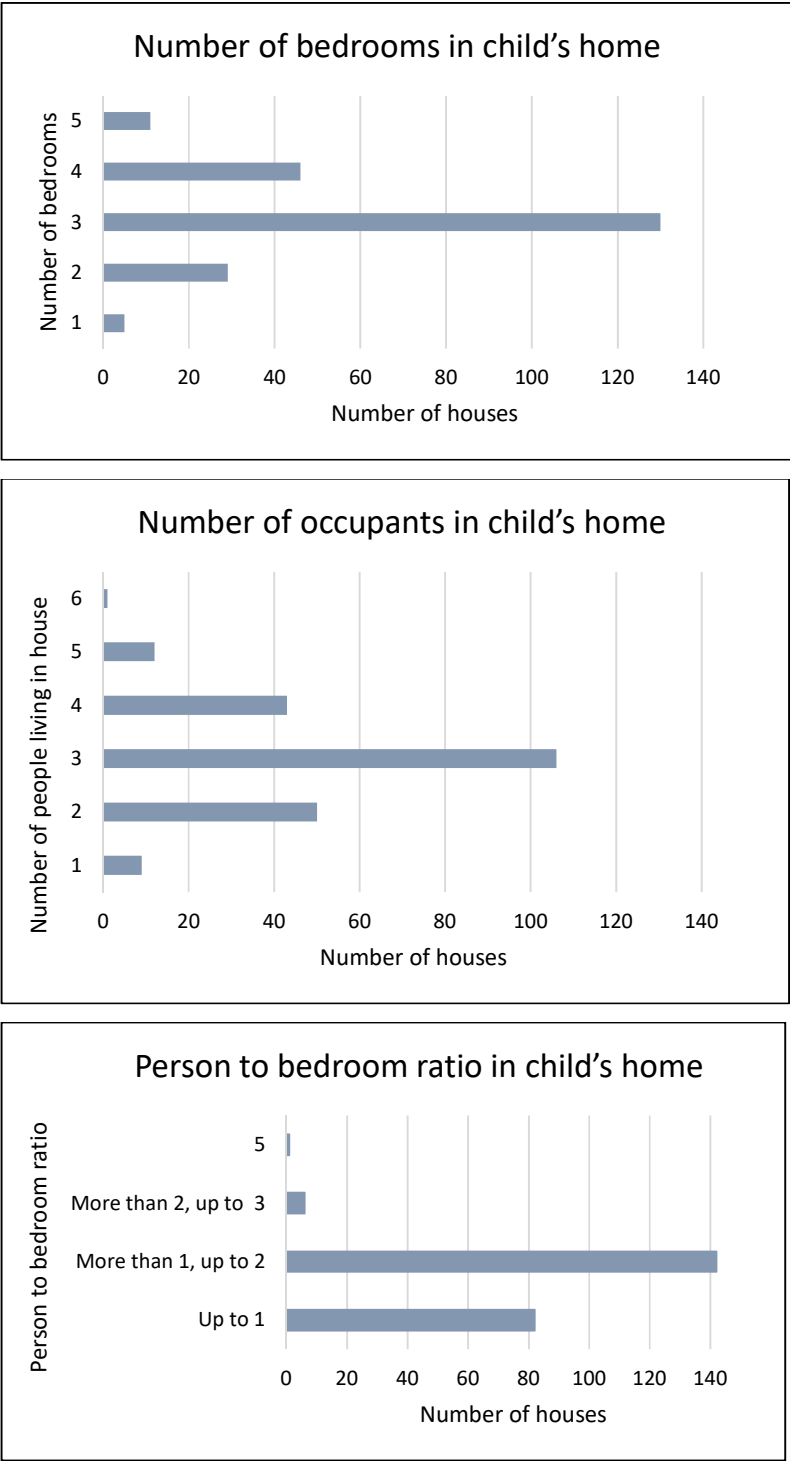 Number of bedrooms in child's home
Number of bedrooms
5
4
3
2
1
0 20 40 60 80 100 120 140
Number of houses
Number of occupants in child's home
Number of people living in house
6
5
4
3
2
1
0 20 40 60 80 100 120 140
Number of houses
Person to bedroom ratio in child's home
Person to bedroom ratio
5
More than 2, up to 3
More than 1, up to 2
Up to 1
0 20 40 60 80 100 120 140
Number of houses